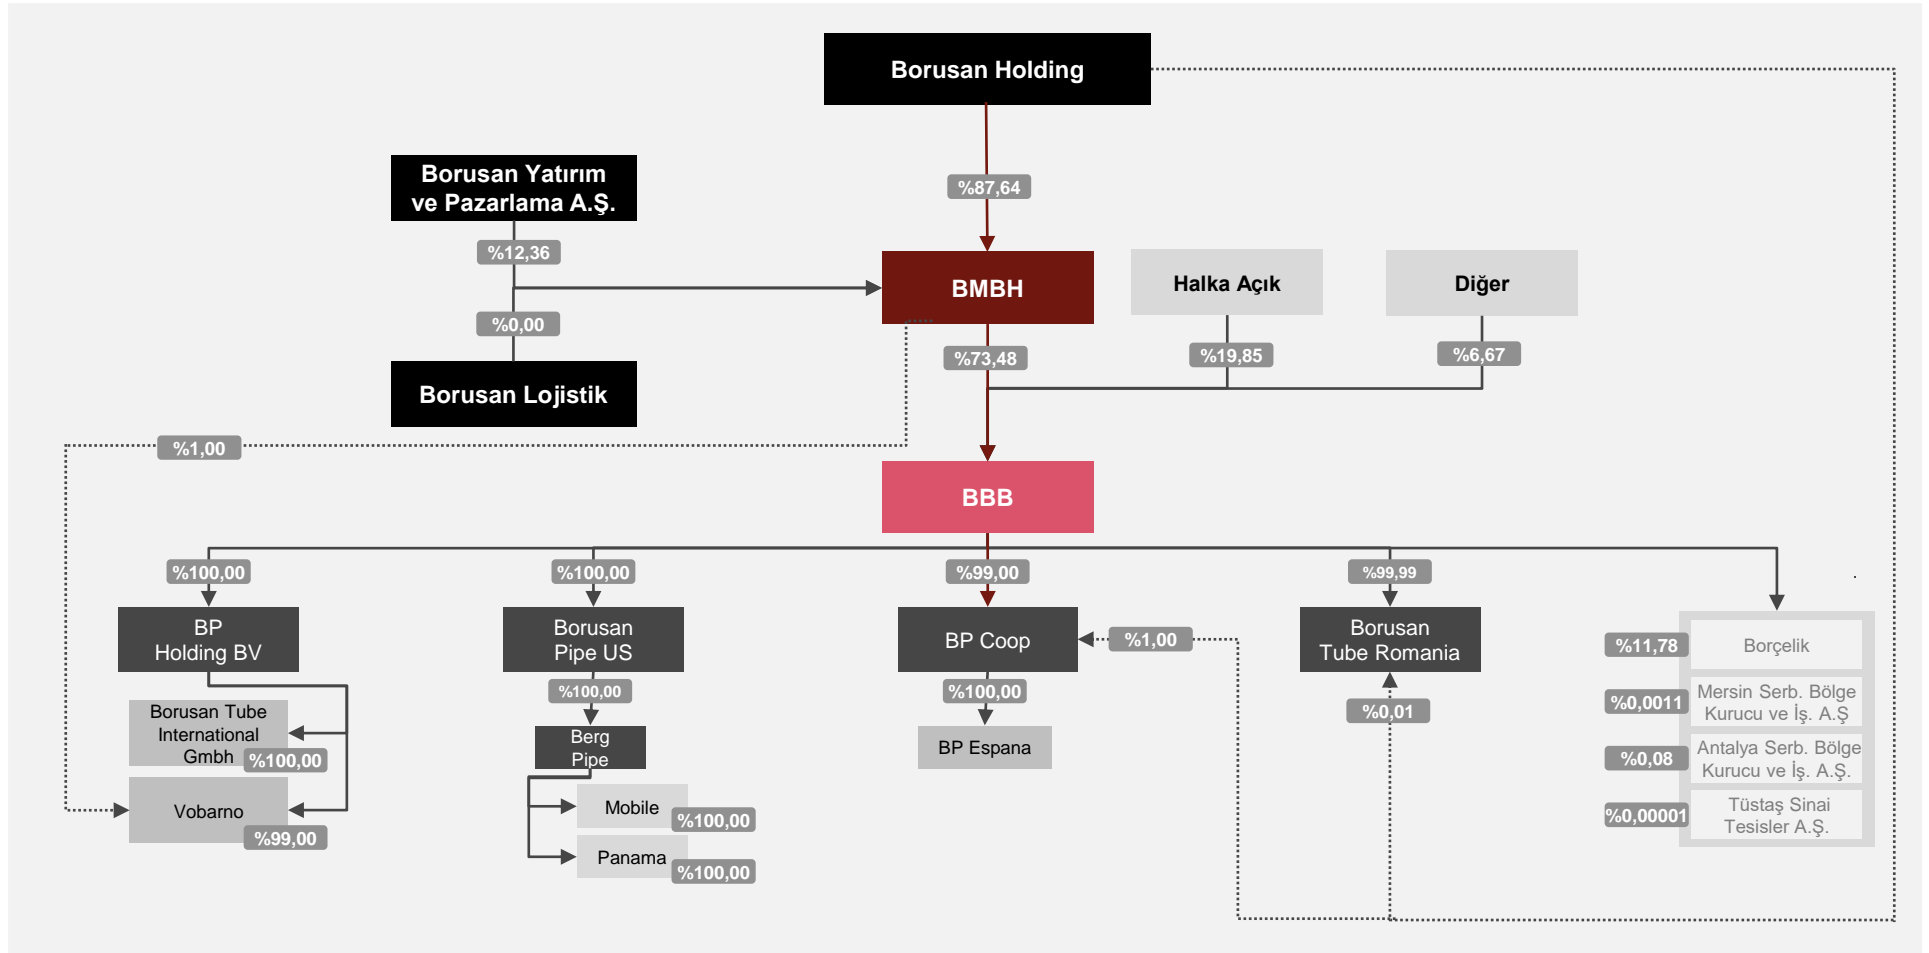 Borusan Holding
%87,64
Borusan Yatırım
ve Pazarlama A.Ş.
%12,36
%0,00
Borusan Lojistik
BMBH
Halka Açık
Diğer
%73,48
%19,85
%6,67
%1,00
BBB
%100,00
%100,00
%99,00
%99,99
BP
Holding BV
Borusan
Pipe US
BP Coop
%1,00
Borusan
Tube Romania
%11,78
Borçelik
%100,00
%100,00
%0,01
%0,0011
Mersin Serb. Bölge
Kurucu ve İş. A.Ş
Borusan Tube
International
Gmbh
%100,00
Berg
Pipe
BP Espana
%0,08
Antalya Serb. Bölge
Kurucu ve İş. A.Ş.
Vobarno
%99,00
Mobile
%100,00
Panama
%100,00
%0,00001
Tüstaş Sinai
Tesisler A.Ş.